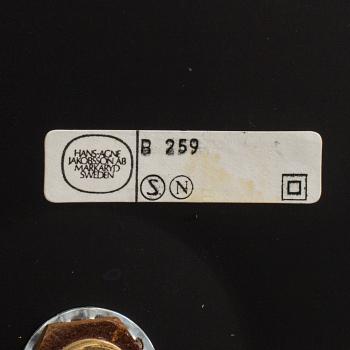 HANS-AGNE
JAKOBSSON AB
MARKARYD
SWEDEN
B 259
S N